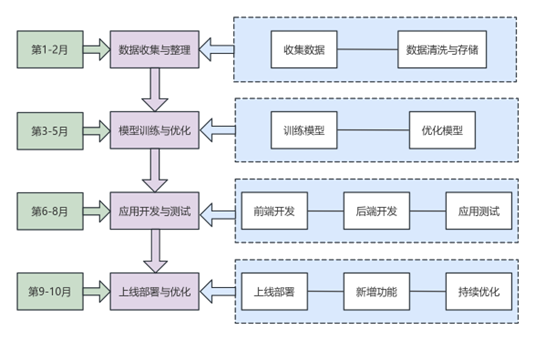 第1-2月
数据收集与整理
收集数据
数据清洗与存储
第3-5月
模型训练与优化
训练模型
优化模型
第6-8月
应用开发与测试
前端开发
后端开发
应用测试
第9-10月
上线部署与优化
上线部署
新增功能
持续优化